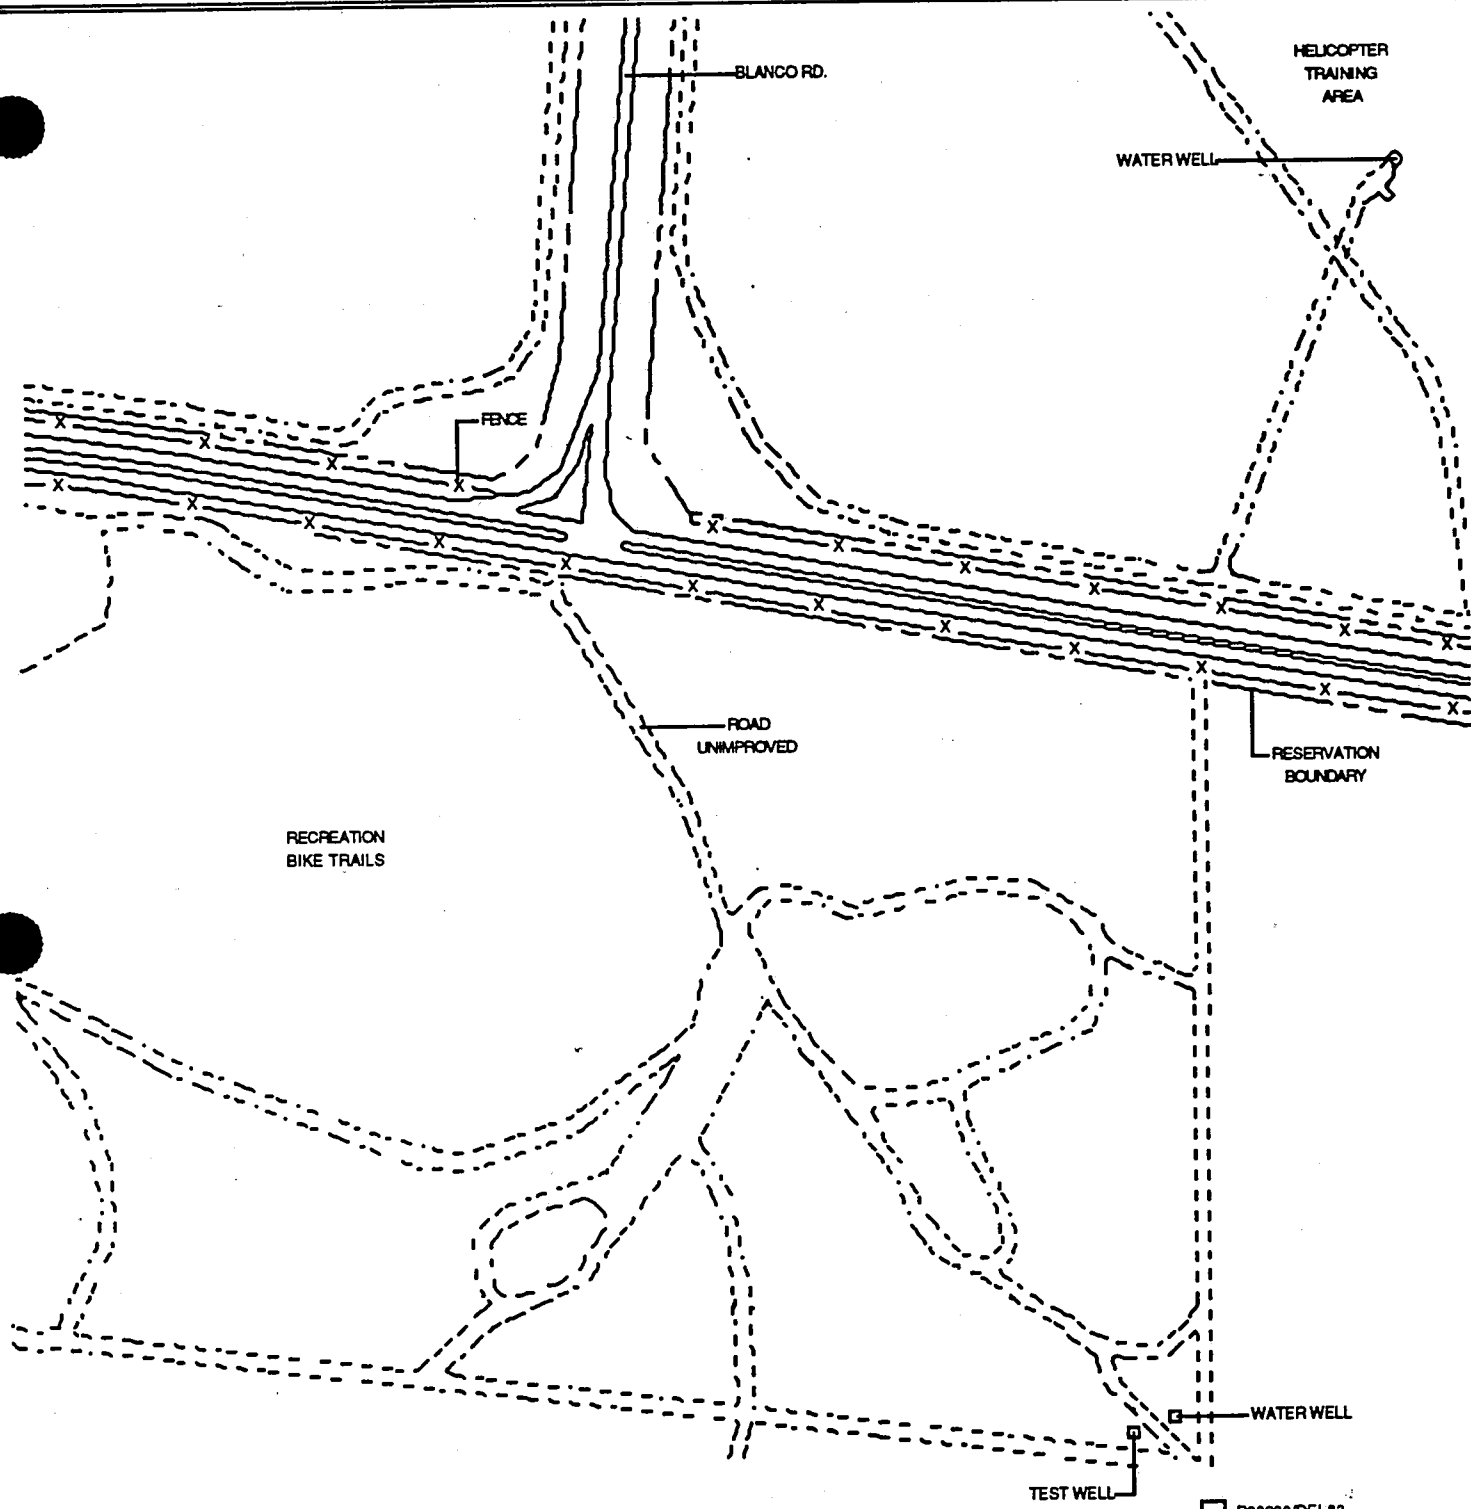 HELICOPTER
TRAINING
AREA
BLANCO RD.
WATER WELL
FENCE
X X X X X X X X X X X X X X X X X X X X X X X
ROAD
UNIMPROVED
RESERVATION
BOUNDARY
RECREATION
BIKE TRAILS
WATER WELL
TEST WELL